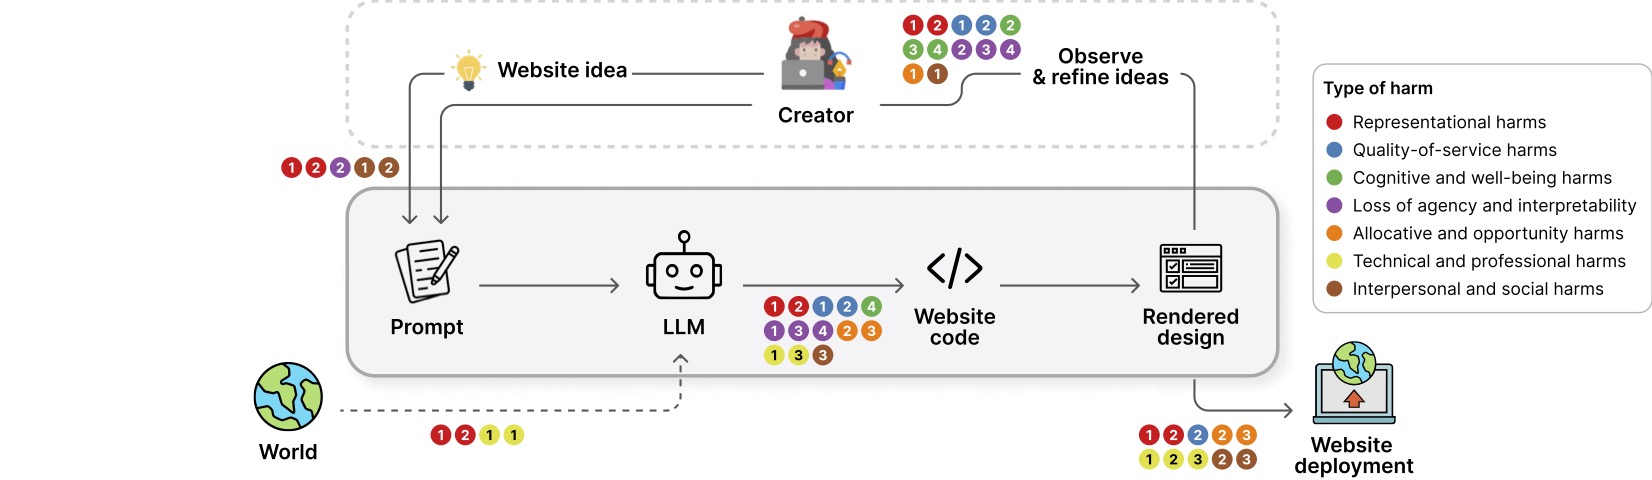 1 2 1 2 2
3 4 2 3 4
1 1
Website idea
Observe
& refine ideas
Creator
1 2 2 1 2
Type of harm
Representational harms
Quality-of-service harms
Cognitive and well-being harms
Loss of agency and interpretability
Allocative and opportunity harms
Technical and professional harms
Interpersonal and social harms
Prompt
LLM
1 2 1 2 4
1 3 4 2 3
1 3 3
Website
code
Rendered
design
World
1 2 1 1
1 2 2 2 3
1 2 3 2 3
Website
deployment